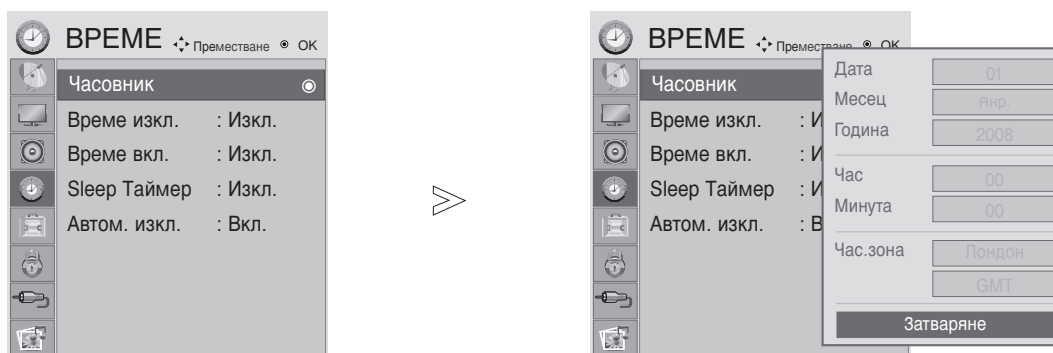 ВРЕМЕ Преместване OK
Часовник
Време изкл. : Изкл.
Време вкл. : Изкл.
Sleep Таймер : Изкл.
Автом. изкл. : Вкл.
ВРЕМЕ Преместване OK
Часовник
Време изкл. : И
Време вкл. : И
Sleep Таймер : И
Автом. изкл. : В
Дата 01
Месец Янр.
Година 2008
Час 00
Минута 00
Час.зона Лондон
GMT
Затваряне